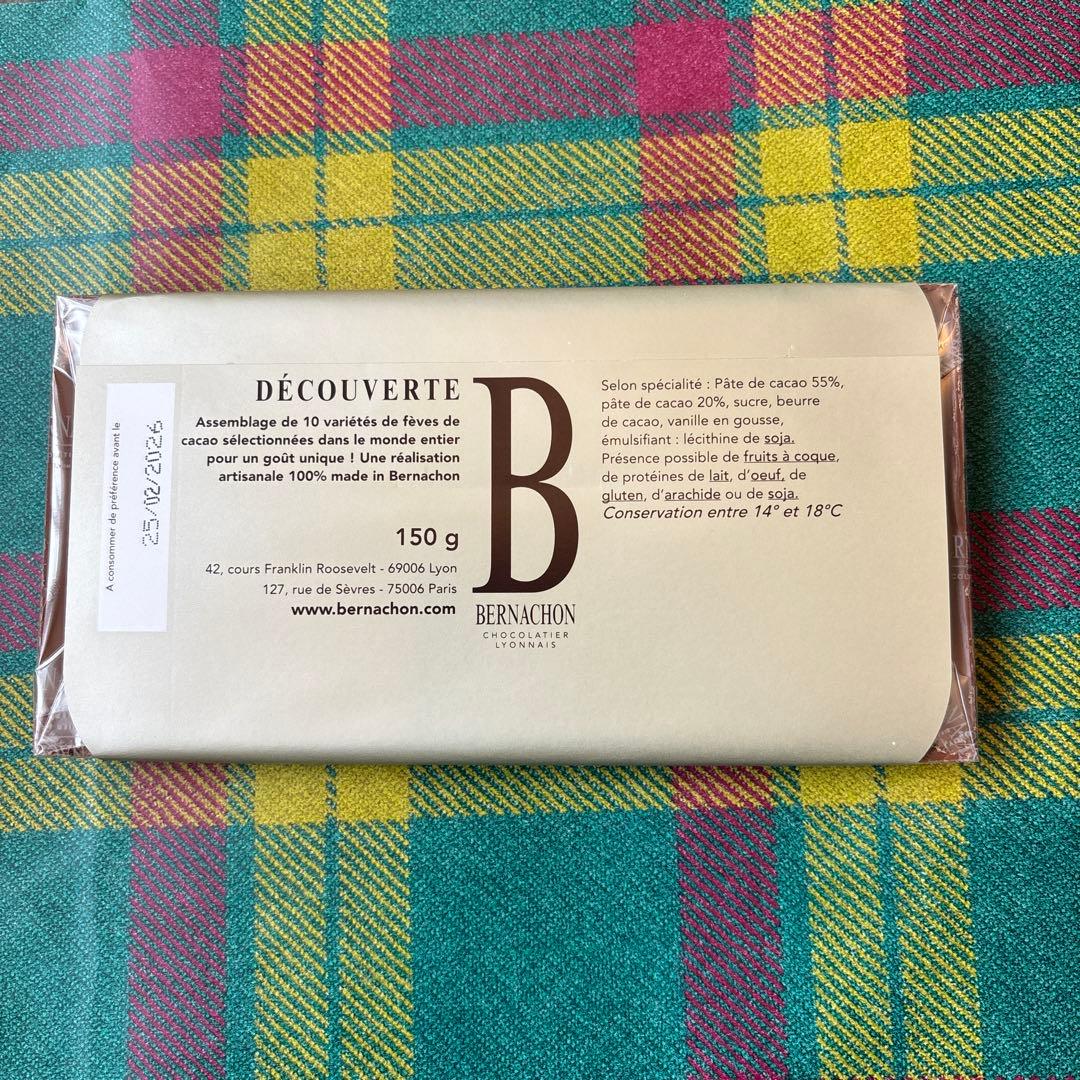 A consommer de préférence avant le
25/02/2026
DÉCOUVERTE
Assemblage de 10 variétés de fèves de
cacao sélectionnées dans le monde entier
pour un goût unique ! Une réalisation
artisanale 100% made in Bernachon
150 g
42, cours Franklin Roosevelt - 69006 Lyon
127, rue de Sèvres - 75006 Paris
www.bernachon.com
B
BERNACHON
CHOCOLATIER
LYONNAIS
Selon spécialité : Pâte de cacao 55%,
pâte de cacao 20%, sucre, beurre
de cacao, vanille en gousse,
émulsifiant : lécithine de soja.
Présence possible de fruits à coque,
de protéines de lait, d'oeuf, de
gluten, d'arachide ou de soja.
Conservation entre 14° et 18°C